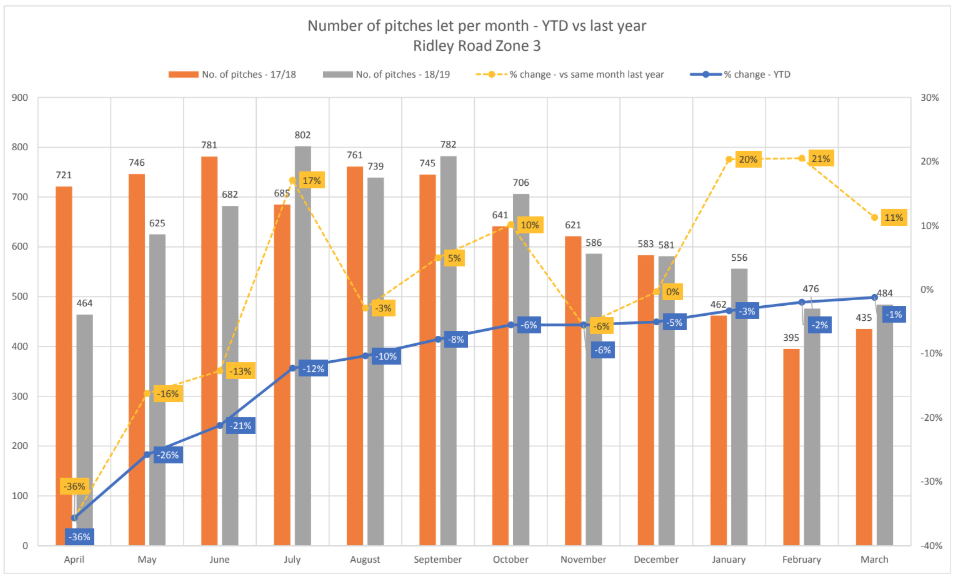 Number of pitches let per month - YTD vs last year
Ridley Road Zone 3
No. of pitches - 17/18 No. of pitches - 18/19 % change - vs same month last year % change - YTD
900 30%
800 20%
700 10%
600 0%
500 -10%
400 -20%
300 -30%
200 -40%
100
0
721 464 -36% -36%
746 625 -16% -26%
781 682 -13% -21%
685 802 17% -12%
761 739 -3% -10%
745 782 5% -8%
641 706 10% -6%
621 586 -6% -6%
583 581 0% -5%
462 556 20% -3%
395 476 21% -2%
435 484 11% -1%
April May June July August September October November December January February March